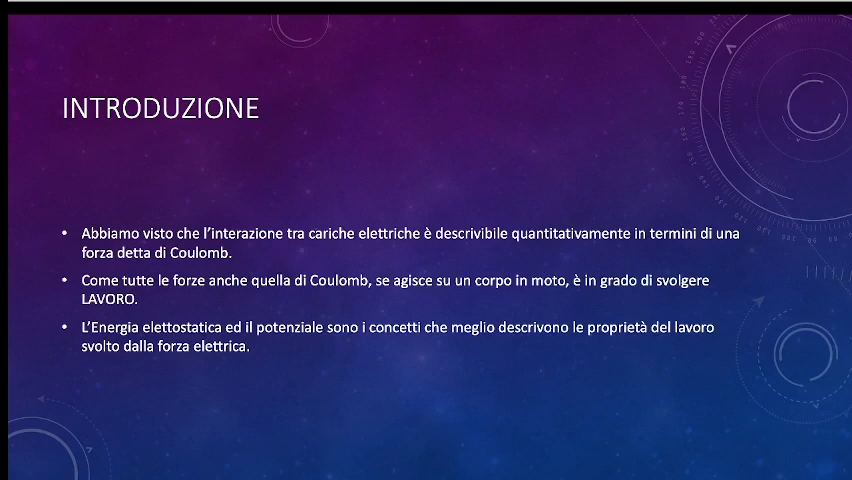 INTRODUZIONE
• Abbiamo visto che l'interazione tra cariche elettriche è descrivibile quantitativamente in termini di una
forza detta di Coulomb.
• Come tutte le forze anche quella di Coulomb, se agisce su un corpo in moto, è in grado di svolgere
LAVORO.
• L'Energia elettostatica ed il potenziale sono i concetti che meglio descrivono le proprietà del lavoro
svolto dalla forza elettrica.